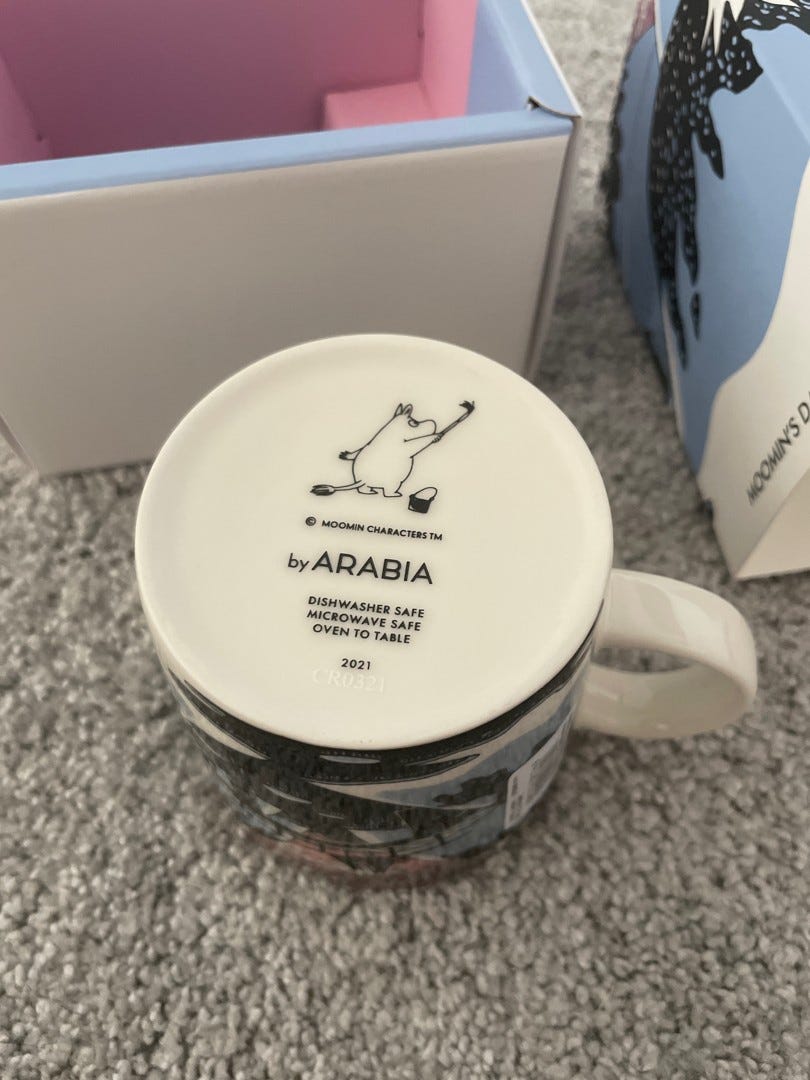 © MOOMIN CHARACTERS TM
by ARABIA
DISHWASHER SAFE
MICROWAVE SAFE
OVEN TO TABLE
2021
CR0321
MOOMIN'S